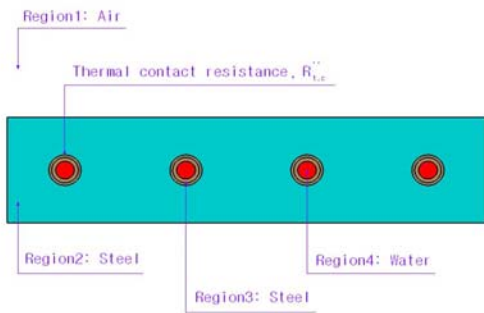 Region1: Air
Thermal contact resistance, R''t,c
Region2: Steel
Region4: Water
Region3: Steel